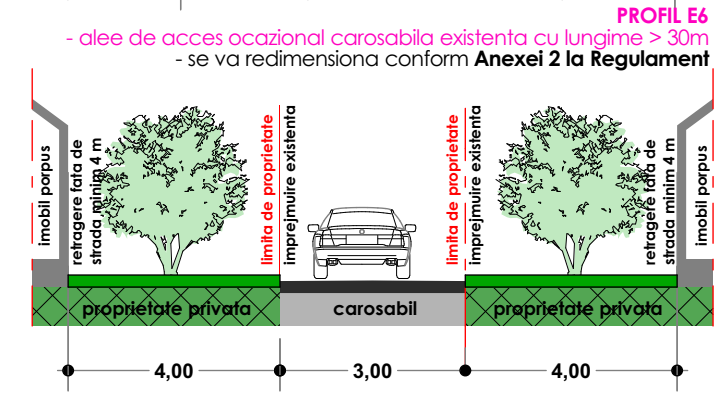 PROFIL E6
- alee de acces ocazional carosabila existenta cu lungime > 30m
- se va redimensiona conform Anexei 2 la Regulament
imobil porpus
retragere fata de
strada minim 4 m
limita de proprietate
imprejmuire existenta
limita de proprietate
imprejmuire existenta
retragere fata de
strada minim 4 m
imobil porpus
proprietate privata
carosabil
proprietate privata
4,00
3,00
4,00